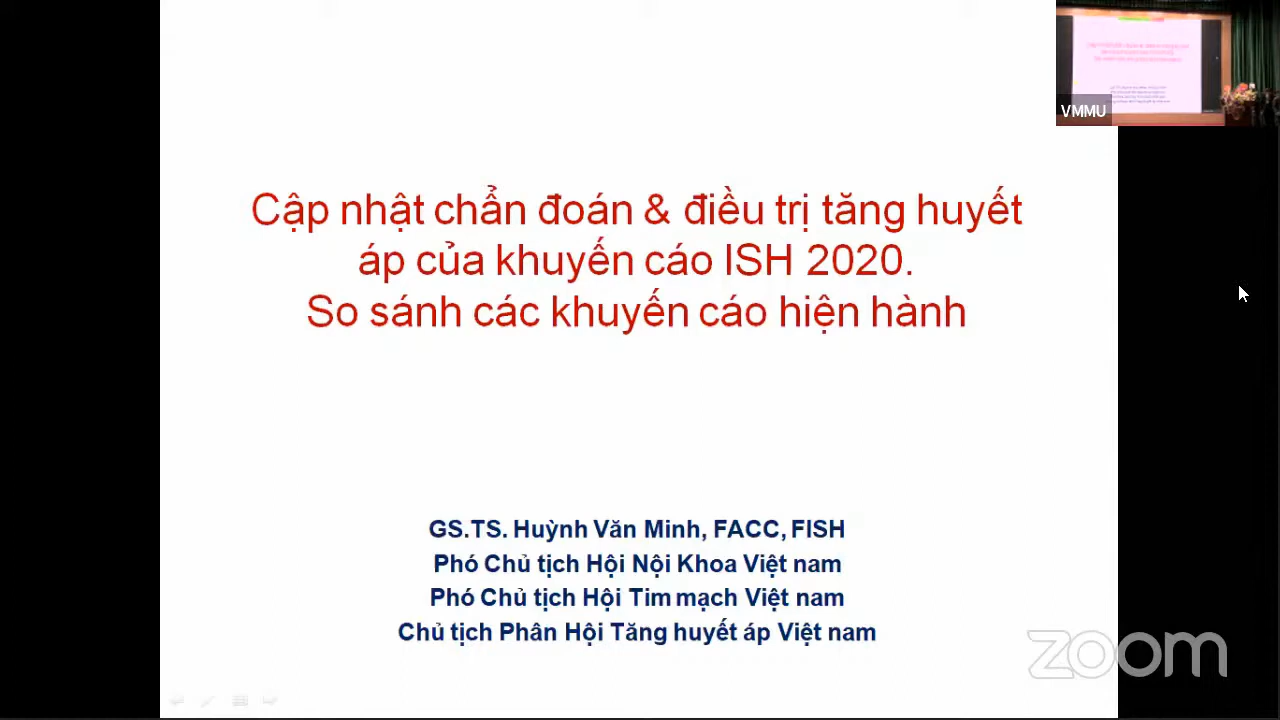 Cập nhật chẩn đoán & điều trị tăng huyết
áp của khuyến cáo ISH 2020.
So sánh các khuyến cáo hiện hành
GS.TS. Huỳnh Văn Minh, FACC, FISH
Phó Chủ tịch Hội Nội Khoa Việt nam
Phó Chủ tịch Hội Tim mạch Việt nam
Chủ tịch Phân Hội Tăng huyết áp Việt nam
VMMU
zoom